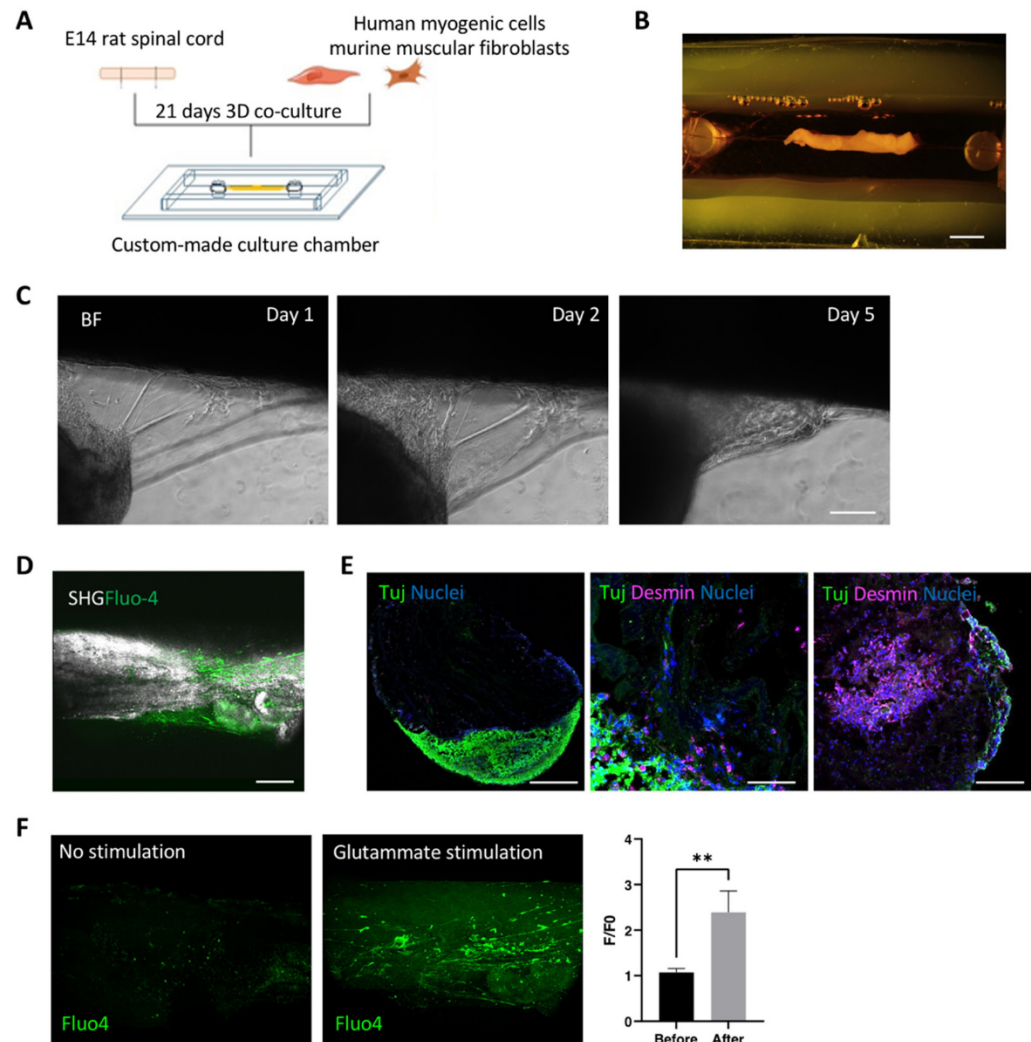 A
E14 rat spinal cord
Human myogenic cells
murine muscular fibroblasts
21 days 3D co-culture
Custom-made culture chamber
B
C
BF
Day 1
Day 2
Day 5
D
SHGFluo-4
E
Tuj Nuclei
Tuj Desmin Nuclei
Tuj Desmin Nuclei
F
No stimulation
Fluo4
Glutammate stimulation
Fluo4
**
F/F0
4
3
2
1
0
Before After